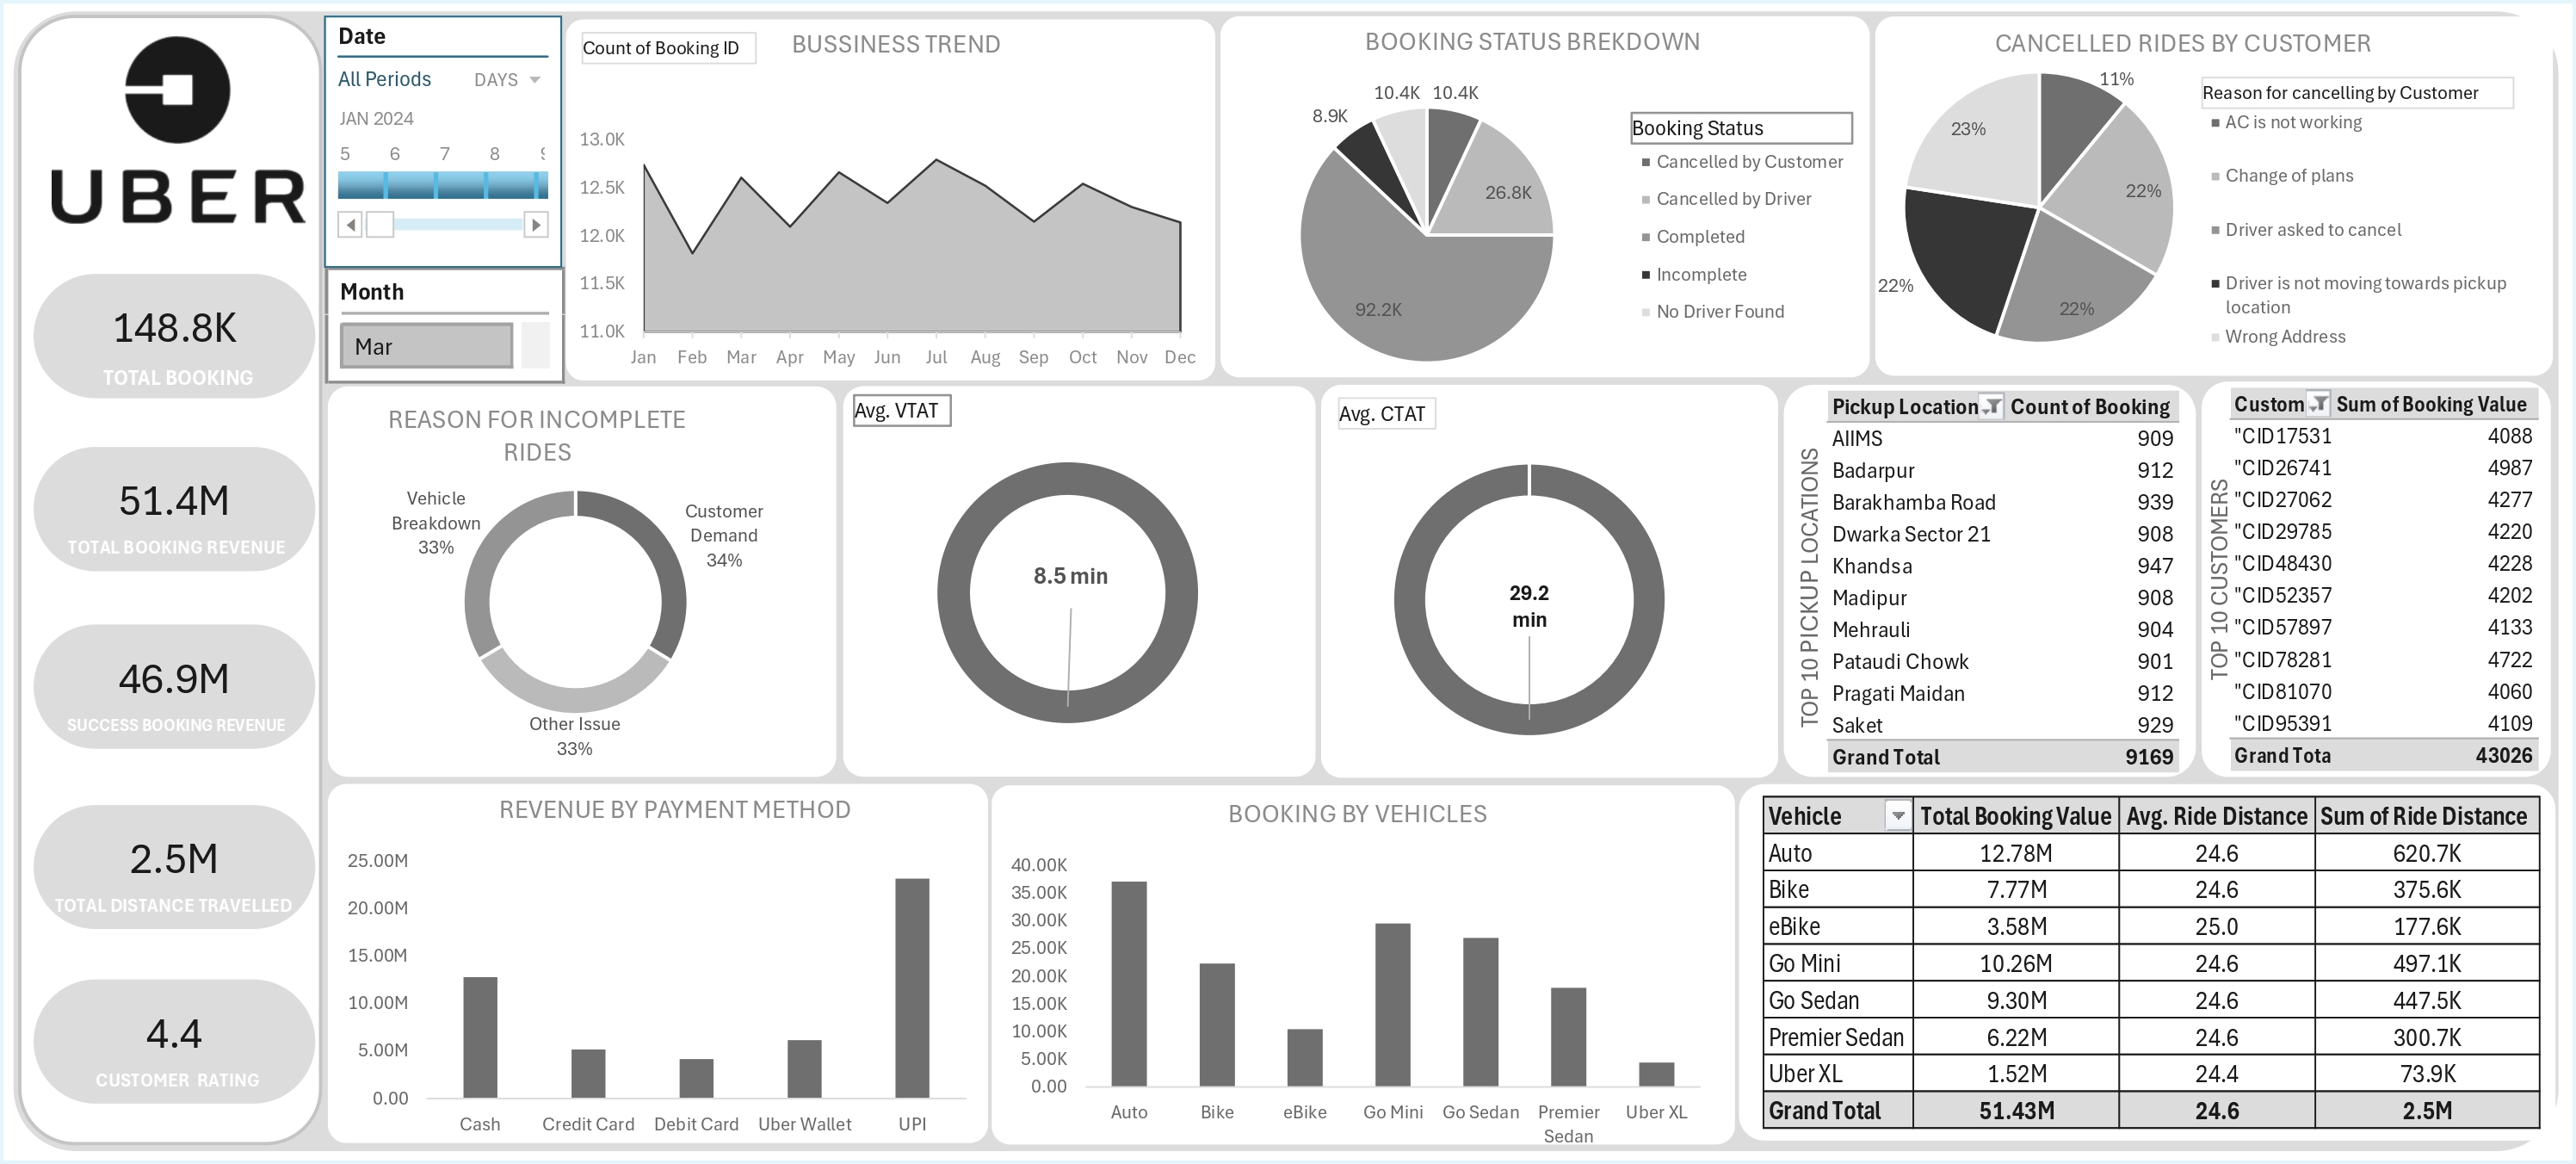 UBER
148.8K
TOTAL BOOKING
51.4M
TOTAL BOOKING REVENUE
46.9M
SUCCESS BOOKING REVENUE
2.5M
TOTAL DISTANCE TRAVELLED
4.4
CUSTOMER RATING
Date
All Periods DAYS
JAN 2024
5 6 7 8
Month
Mar
Count of Booking ID
BUSSINESS TREND
13.0K
12.5K
12.0K
11.5K
11.0K
Jan Feb Mar Apr May Jun Jul Aug Sep Oct Nov Dec
BOOKING STATUS BREKDOWN
10.4K 10.4K
8.9K
26.8K
92.2K
Booking Status
Cancelled by Customer
Cancelled by Driver
Completed
Incomplete
No Driver Found
CANCELLED RIDES BY CUSTOMER
11%
23%
22%
22%
22%
Reason for cancelling by Customer
AC is not working
Change of plans
Driver asked to cancel
Driver is not moving towards pickup
location
Wrong Address
REASON FOR INCOMPLETE
RIDES
Vehicle
Breakdown
33%
Customer
Demand
34%
Other Issue
33%
Avg. VTAT
8.5 min
Avg. CTAT
29.2
min
TOP 10 PICKUP LOCATIONS
Pickup Location Count of Booking
AIIMS 909
Badarpur 912
Barakhamba Road 939
Dwarka Sector 21 908
Khandsa 947
Madipur 908
Mehrauli 904
Pataudi Chowk 901
Pragati Maidan 912
Saket 929
Grand Total 9169
TOP 10 CUSTOMERS
Custom Sum of Booking Value
"CID17531 4088
"CID26741 4987
"CID27062 4277
"CID29785 4220
"CID48430 4228
"CID52357 4202
"CID57897 4133
"CID78281 4722
"CID81070 4060
"CID95391 4109
Grand Tota 43026
REVENUE BY PAYMENT METHOD
25.00M
20.00M
15.00M
10.00M
5.00M
0.00
Cash Credit Card Debit Card Uber Wallet UPI
BOOKING BY VEHICLES
40.00K
35.00K
30.00K
25.00K
20.00K
15.00K
10.00K
5.00K
0.00
Auto Bike eBike Go Mini Go Sedan Premier Uber XL
Sedan
Vehicle Total Booking Value Avg. Ride Distance Sum of Ride Distance
Auto 12.78M 24.6 620.7K
Bike 7.77M 24.6 375.6K
eBike 3.58M 25.0 177.6K
Go Mini 10.26M 24.6 497.1K
Go Sedan 9.30M 24.6 447.5K
Premier Sedan 6.22M 24.6 300.7K
Uber XL 1.52M 24.4 73.9K
Grand Total 51.43M 24.6 2.5M